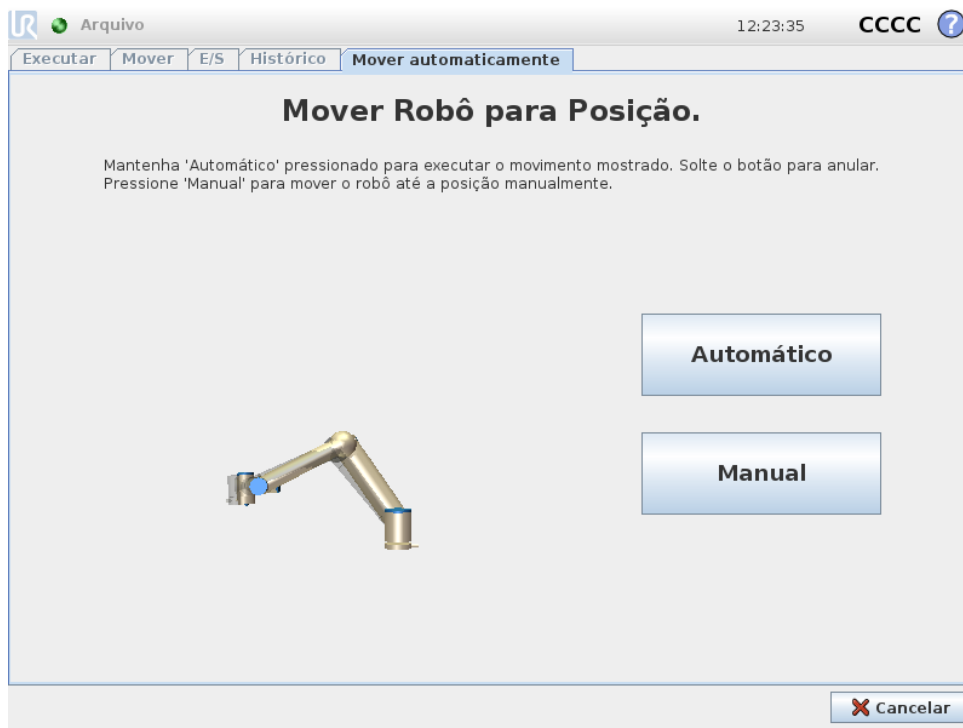 UR Arquivo 12:23:35 CCCC ?
Executar Mover E/S Histórico Mover automaticamente
Mover Robô para Posição.
Mantenha 'Automático' pressionado para executar o movimento mostrado. Solte o botão para anular.
Pressione 'Manual' para mover o robô até a posição manualmente.
Automático
Manual
Cancelar